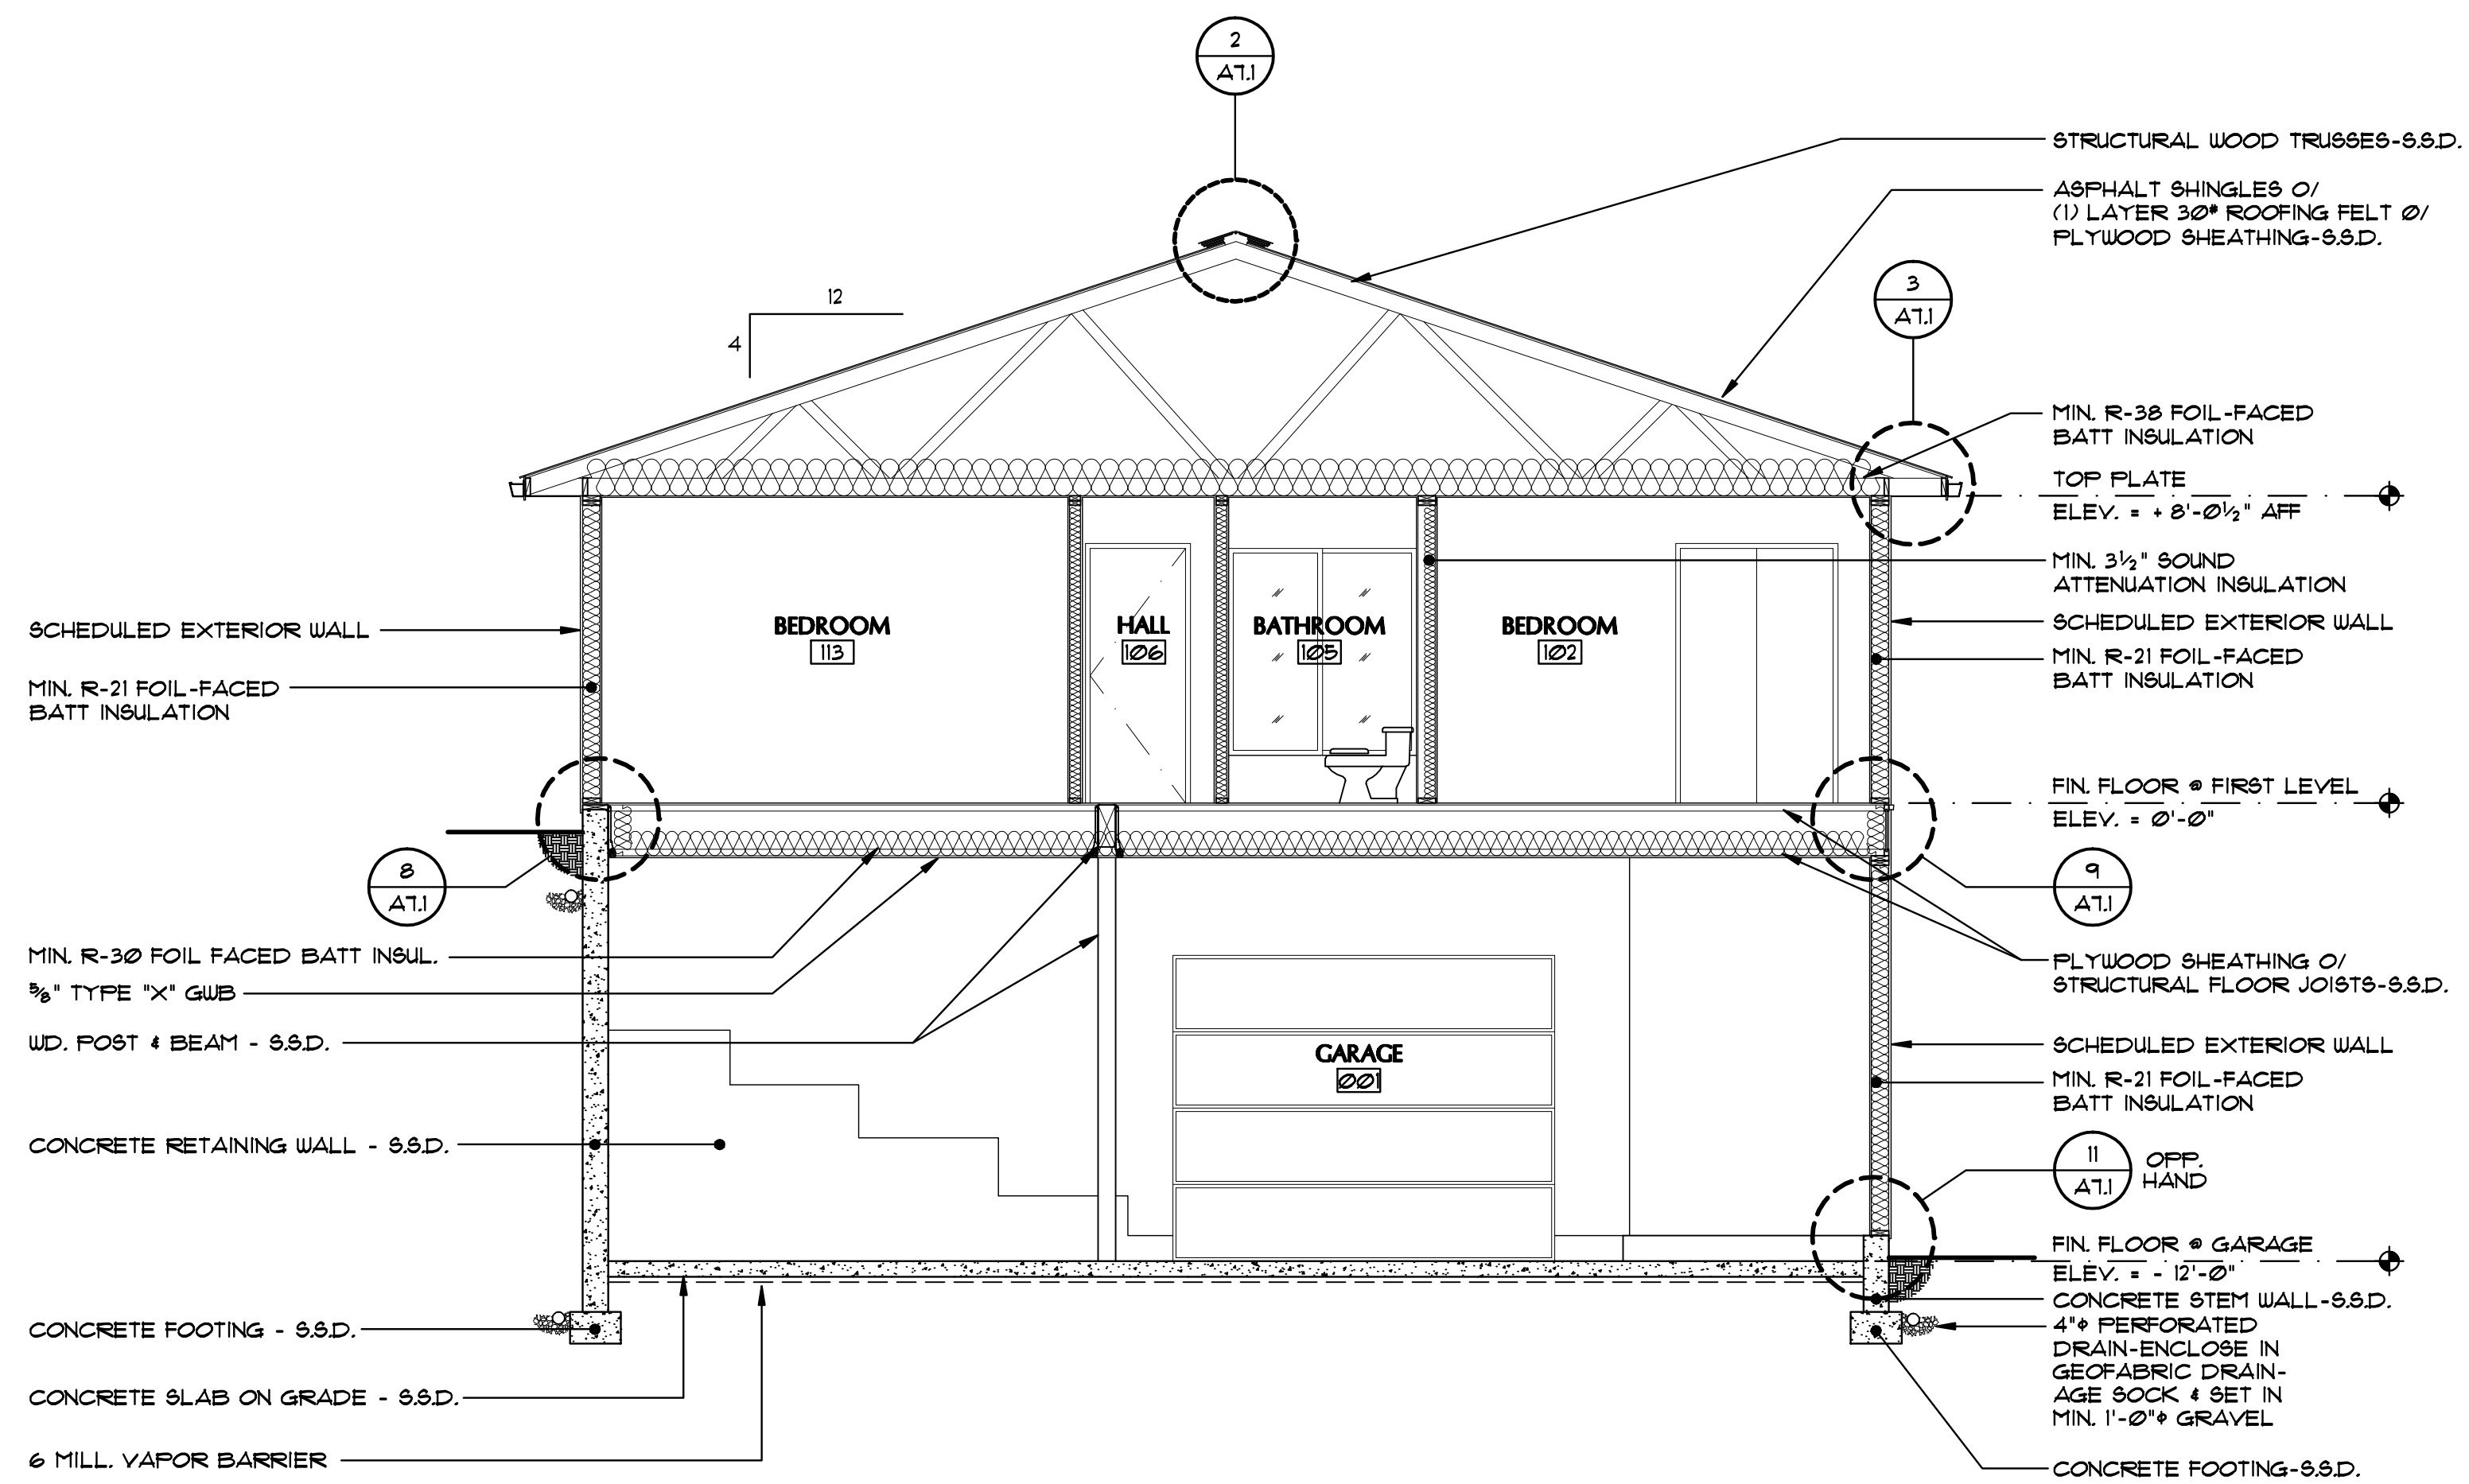 2
A7.1
STRUCTURAL WOOD TRUSSES-S.S.D.
ASPHALT SHINGLES O/
(1) LAYER 30# ROOFING FELT O/
PLYWOOD SHEATHING-S.S.D.
3
A7.1
12
4
MIN. R-38 FOIL-FACED
BATT INSULATION
TOP PLATE
ELEV. = + 8'-0½" AFF
MIN. 3½" SOUND
ATTENUATION INSULATION
SCHEDULED EXTERIOR WALL
MIN. R-21 FOIL-FACED
BATT INSULATION
BEDROOM
113
HALL
106
BATHROOM
105
BEDROOM
102
SCHEDULED EXTERIOR WALL
MIN. R-21 FOIL-FACED
BATT INSULATION
FIN. FLOOR @ FIRST LEVEL
ELEV. = 0'-0"
8
A7.1
9
A7.1
MIN. R-30 FOIL FACED BATT INSUL.
⅝" TYPE "X" GWB
WD. POST & BEAM - S.S.D.
PLYWOOD SHEATHING O/
STRUCTURAL FLOOR JOISTS-S.S.D.
GARAGE
001
SCHEDULED EXTERIOR WALL
MIN. R-21 FOIL-FACED
BATT INSULATION
CONCRETE RETAINING WALL - S.S.D.
11
A7.1
OPP.
HAND
FIN. FLOOR @ GARAGE
ELEV. = - 12'-0"
CONCRETE STEM WALL-S.S.D.
4"ϕ PERFORATED
DRAIN-ENCLOSE IN
GEOFABRIC DRAIN-
AGE SOCK & SET IN
MIN. 1'-0"ϕ GRAVEL
CONCRETE FOOTING-S.S.D.
CONCRETE FOOTING - S.S.D.
CONCRETE SLAB ON GRADE - S.S.D.
6 MILL. VAPOR BARRIER